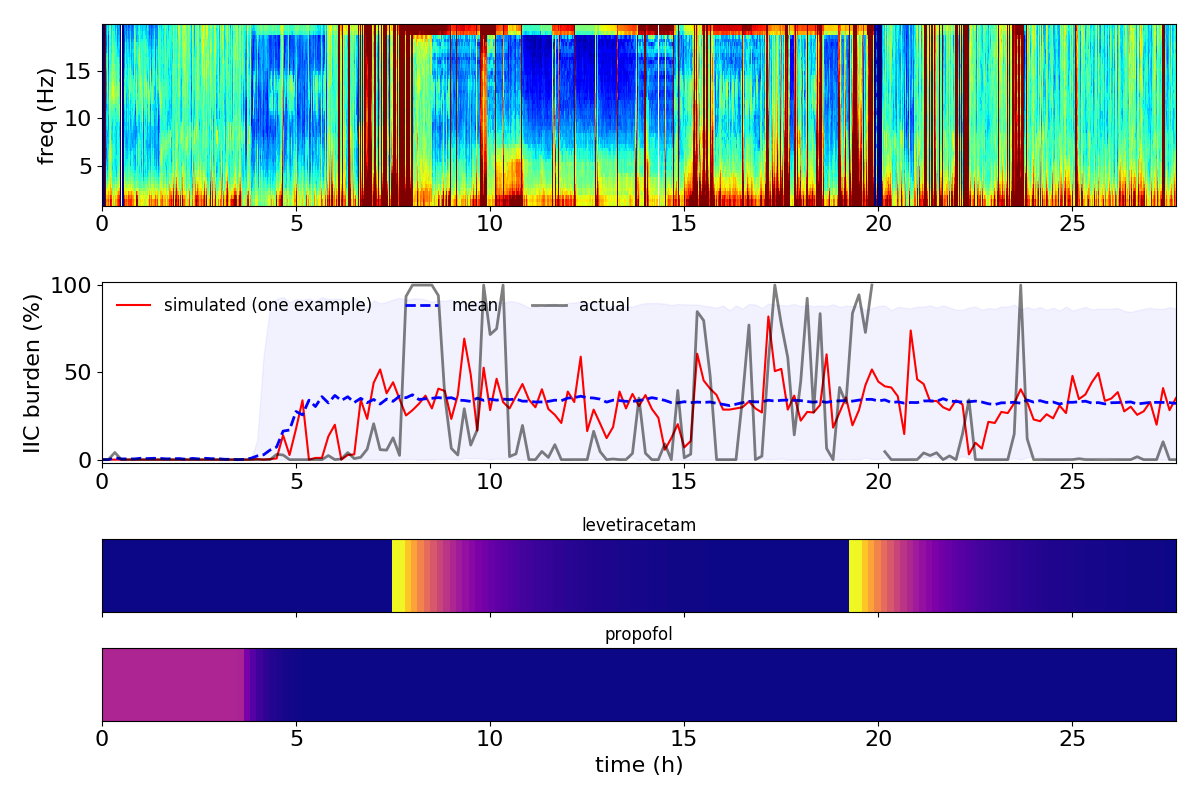 freq (Hz)
15
10
5
0 5 10 15 20 25
IIC burden (%)
100
50
0
simulated (one example) mean actual
0 5 10 15 20 25
levetiracetam
propofol
0 5 10 15 20 25
time (h)